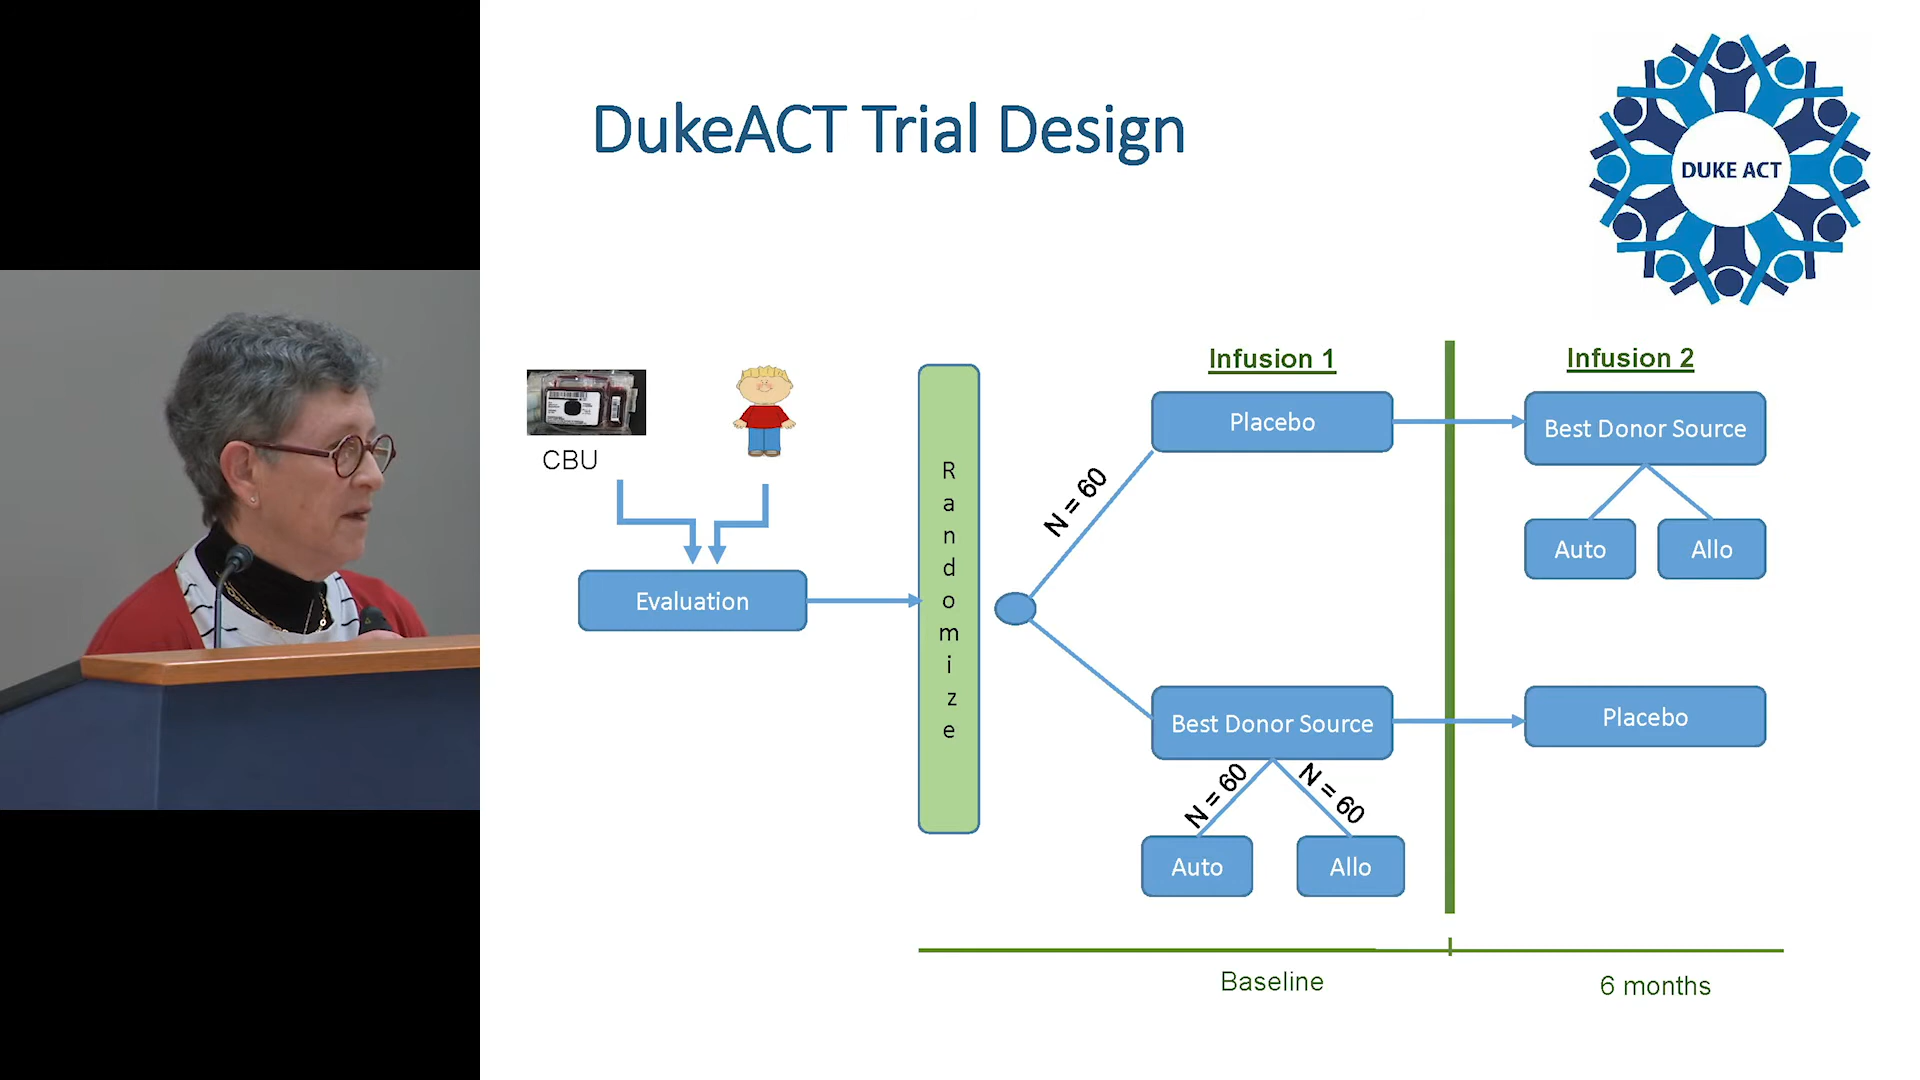 DukeACT Trial Design
DUKE ACT
CBU
Evaluation
Randomize
Infusion 1
Infusion 2
Placebo
Best Donor Source
N = 60
Auto
Allo
Best Donor Source
Placebo
N = 60
N = 60
Auto
Allo
Baseline
6 months